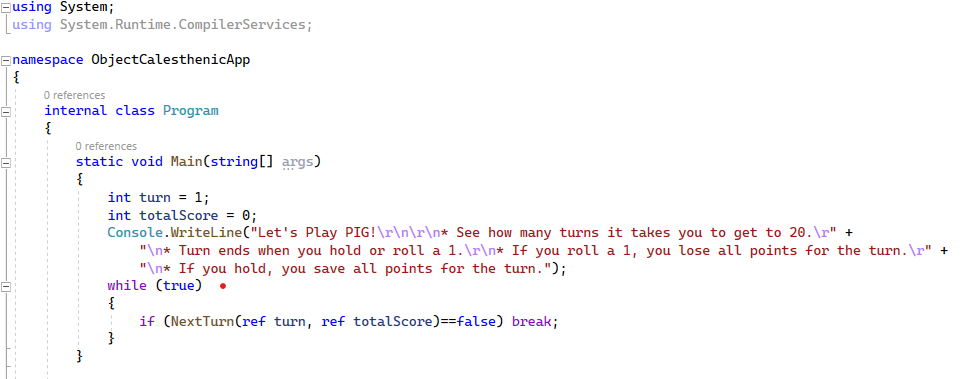 using System;
using System.Runtime.CompilerServices;
namespace ObjectCalesthenicApp
{
0 references
internal class Program
{
0 references
static void Main(string[] args)
{
int turn = 1;
int totalScore = 0;
Console.WriteLine("Let's Play PIG!\r\n\r\n* See how many turns it takes you to get to 20.\r" +
"\n* Turn ends when you hold or roll a 1.\r\n* If you roll a 1, you lose all points for the turn.\r" +
"\n* If you hold, you save all points for the turn.");
while (true)
{
if (NextTurn(ref turn, ref totalScore)==false) break;
}
}